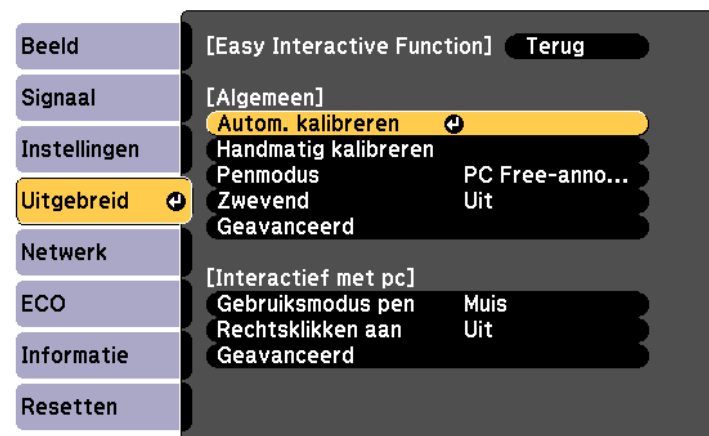 Beeld
Signaal
Instellingen
Uitgebreid
Netwerk
ECO
Informatie
Resetten
[Easy Interactive Function] Terug
[Algemeen]
Autom. kalibreren
Handmatig kalibreren
Penmodus PC Free-anno...
Zwevend Uit
Geavanceerd
[Interactief met pc]
Gebruiksmodus pen Muis
Rechtsklikken aan Uit
Geavanceerd